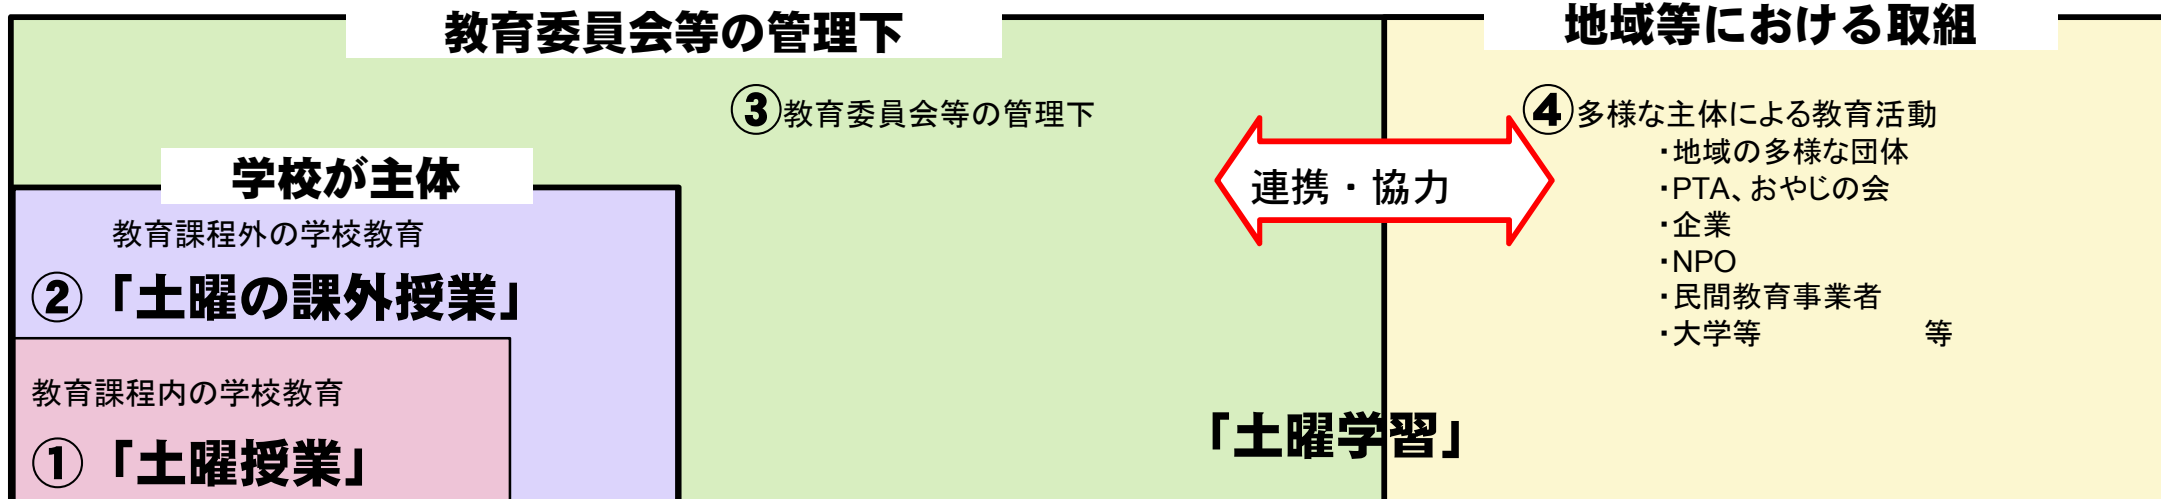 教育委員会等の管理下
地域等における取組
③教育委員会等の管理下
④多様な主体による教育活動
・地域の多様な団体
・PTA、おやじの会
・企業
・NPO
・民間教育事業者
・大学等 等
連携・協力
学校が主体
教育課程外の学校教育
②「土曜の課外授業」
教育課程内の学校教育
①「土曜授業」
「土曜学習」